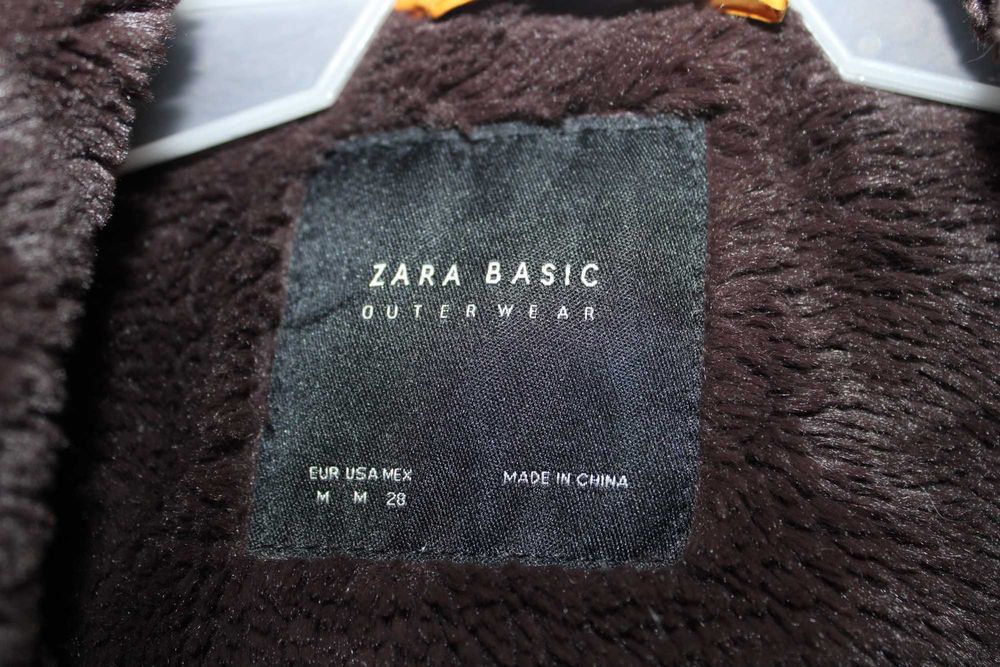 ZARA BASIC
OUTERWEAR
EUR USA MEX
M M 28
MADE IN CHINA